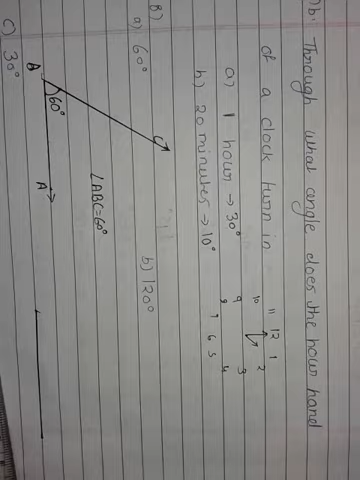 7)b. Through what angle does the hour hand
of a clock turn in
a) 1 hour → 30°
b) 20 minutes → 10°
11 12 1
10 2
9 3
8 4
7 6 5
B)
a) 60° b) 120°
C
60°
B A
∠ABC=60°
c) 30°